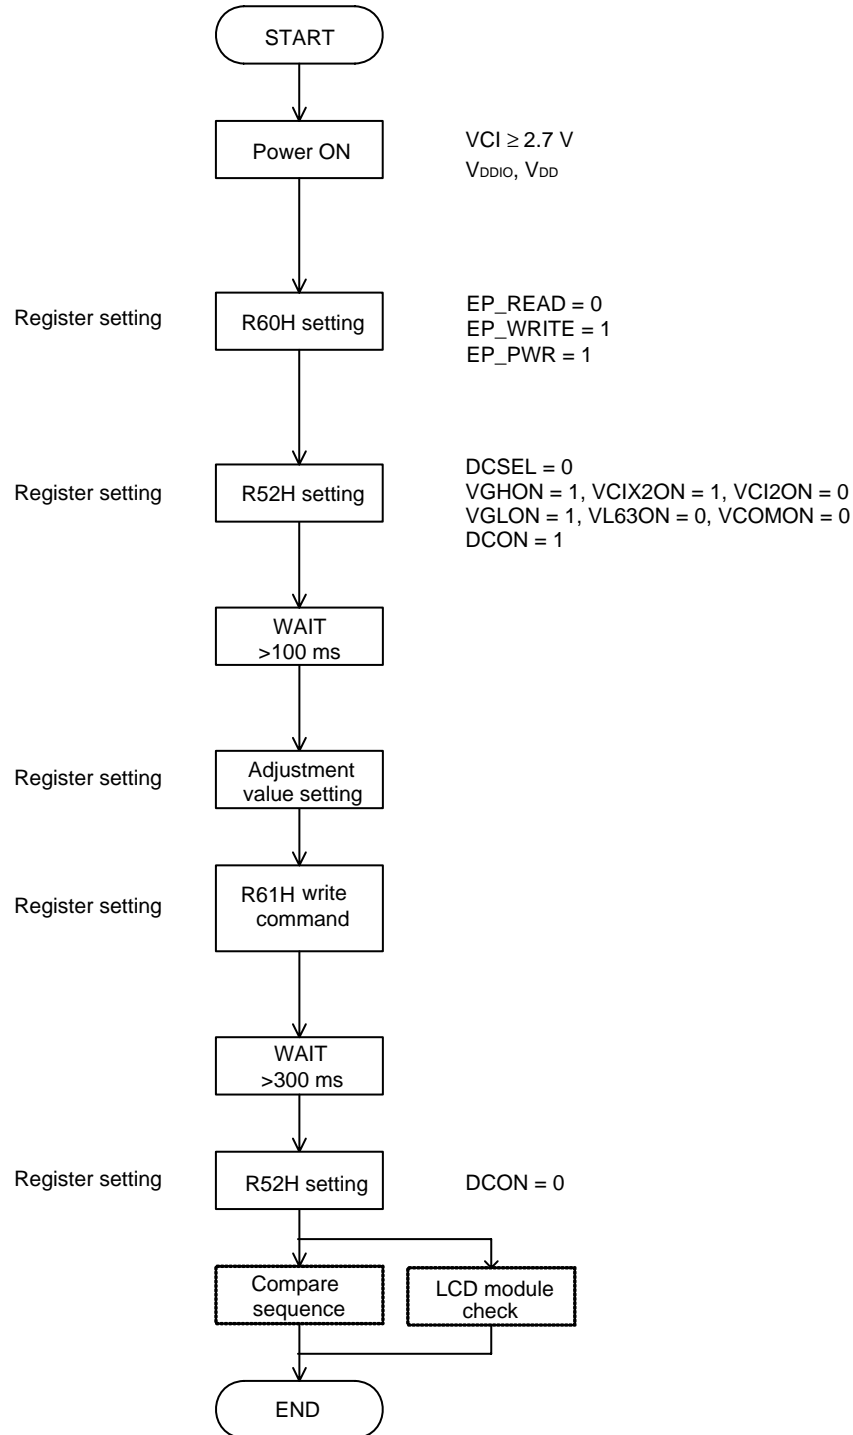 START
Power ON
VCI ≥ 2.7 V
VDDIO, VDD
Register setting
R60H setting
EP_READ = 0
EP_WRITE = 1
EP_PWR = 1
Register setting
R52H setting
DCSEL = 0
VGHON = 1, VCIX2ON = 1, VCI2ON = 0
VGLON = 1, VL63ON = 0, VCOMON = 0
DCON = 1
WAIT
>100 ms
Register setting
Adjustment
value setting
Register setting
R61H write
command
WAIT
>300 ms
Register setting
R52H setting
DCON = 0
Compare
sequence
LCD module
check
END